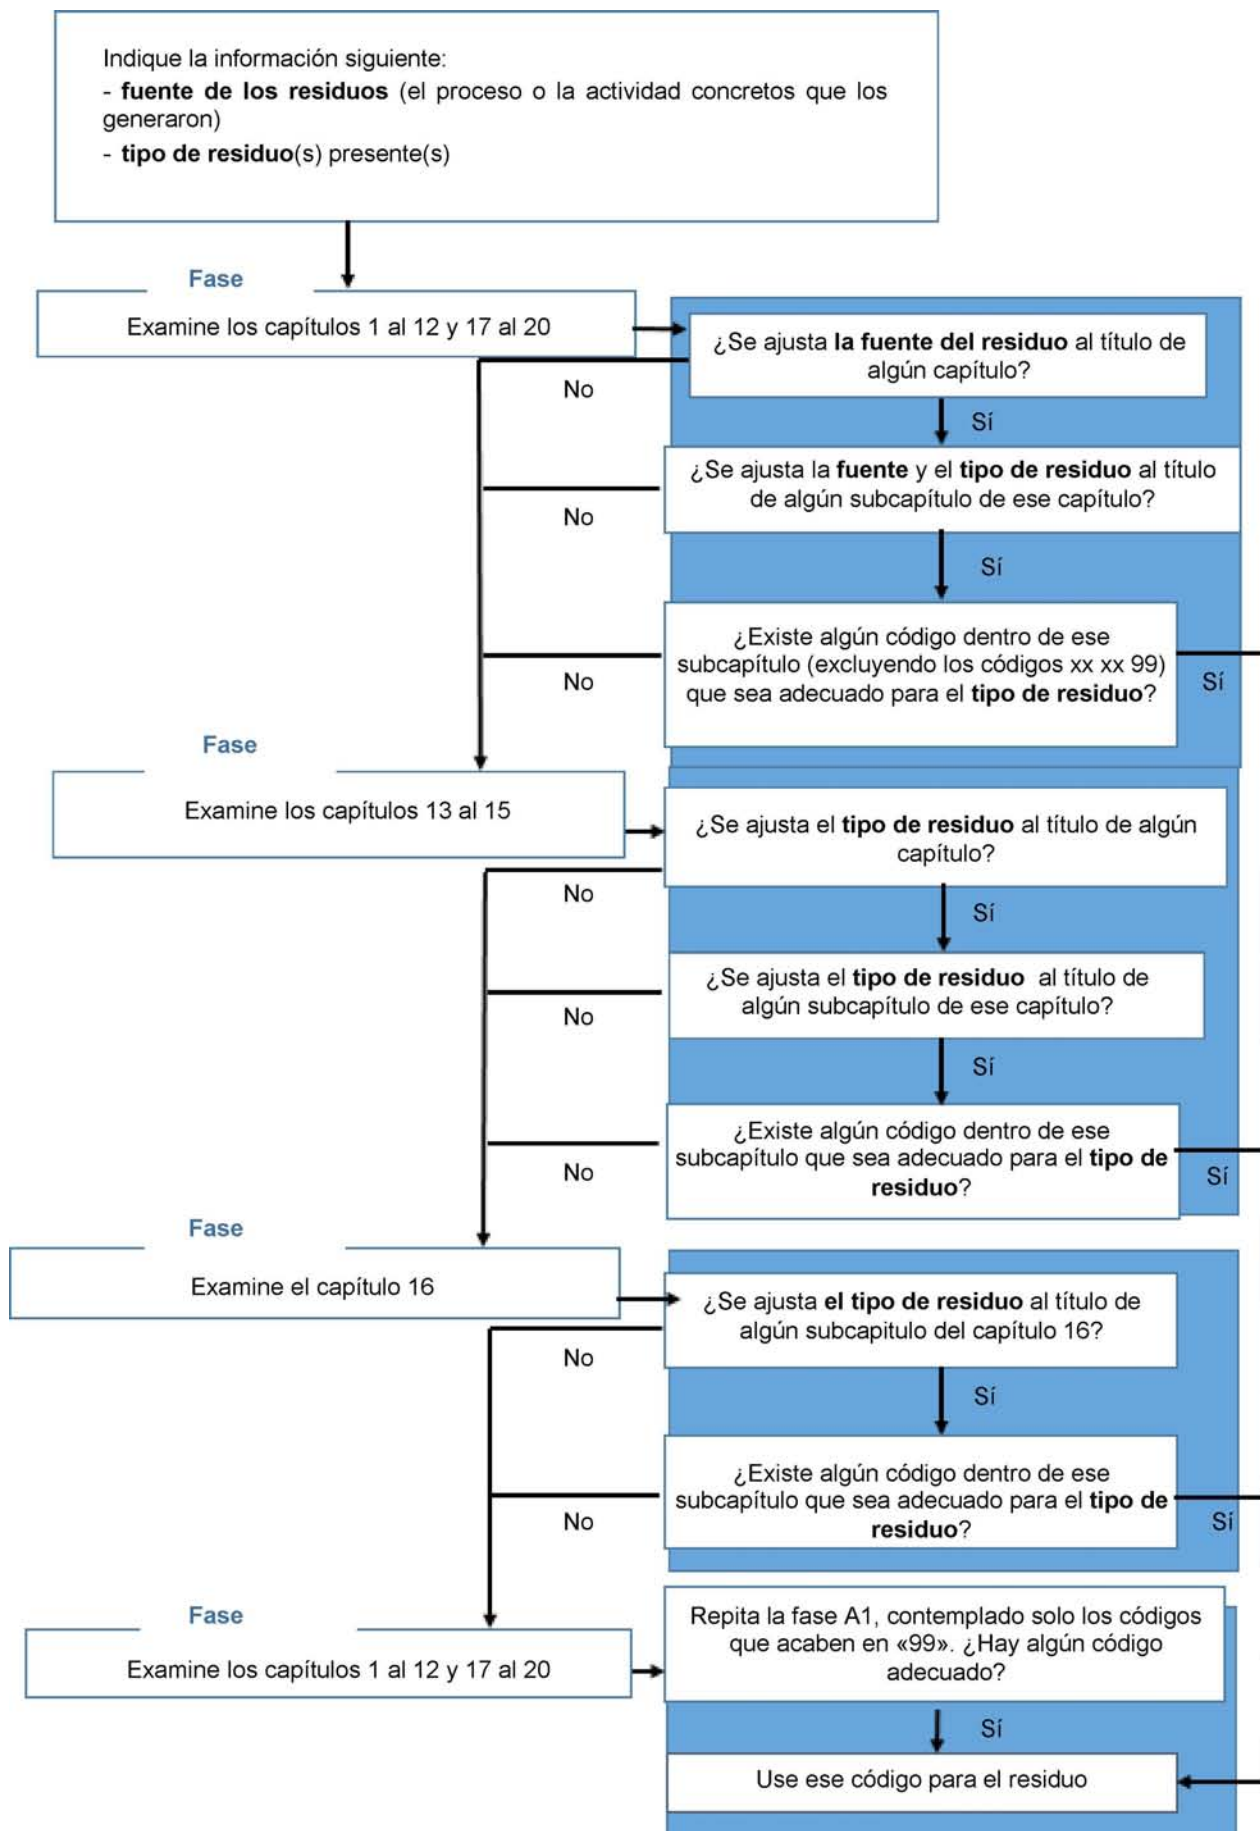 Indique la información siguiente:
- fuente de los residuos (el proceso o la actividad concretos que los
generaron)
- tipo de residuo(s) presente(s)
Fase
Examine los capítulos 1 al 12 y 17 al 20
¿Se ajusta la fuente del residuo al título de
algún capítulo?
No
Sí
¿Se ajusta la fuente y el tipo de residuo al título
de algún subcapítulo de ese capítulo?
No
Sí
¿Existe algún código dentro de ese
subcapítulo (excluyendo los códigos xx xx 99)
que sea adecuado para el tipo de residuo?
No
Sí
Fase
Examine los capítulos 13 al 15
¿Se ajusta el tipo de residuo al título de algún
capítulo?
No
Sí
¿Se ajusta el tipo de residuo al título de
algún subcapítulo de ese capítulo?
No
Sí
¿Existe algún código dentro de ese
subcapítulo que sea adecuado para el tipo de
residuo?
No
Sí
Fase
Examine el capítulo 16
¿Se ajusta el tipo de residuo al título de
algún subcapitulo del capítulo 16?
No
Sí
¿Existe algún código dentro de ese
subcapítulo que sea adecuado para el tipo de
residuo?
No
Sí
Fase
Examine los capítulos 1 al 12 y 17 al 20
Repita la fase A1, contemplado solo los códigos
que acaben en «99». ¿Hay algún código
adecuado?
Sí
Use ese código para el residuo